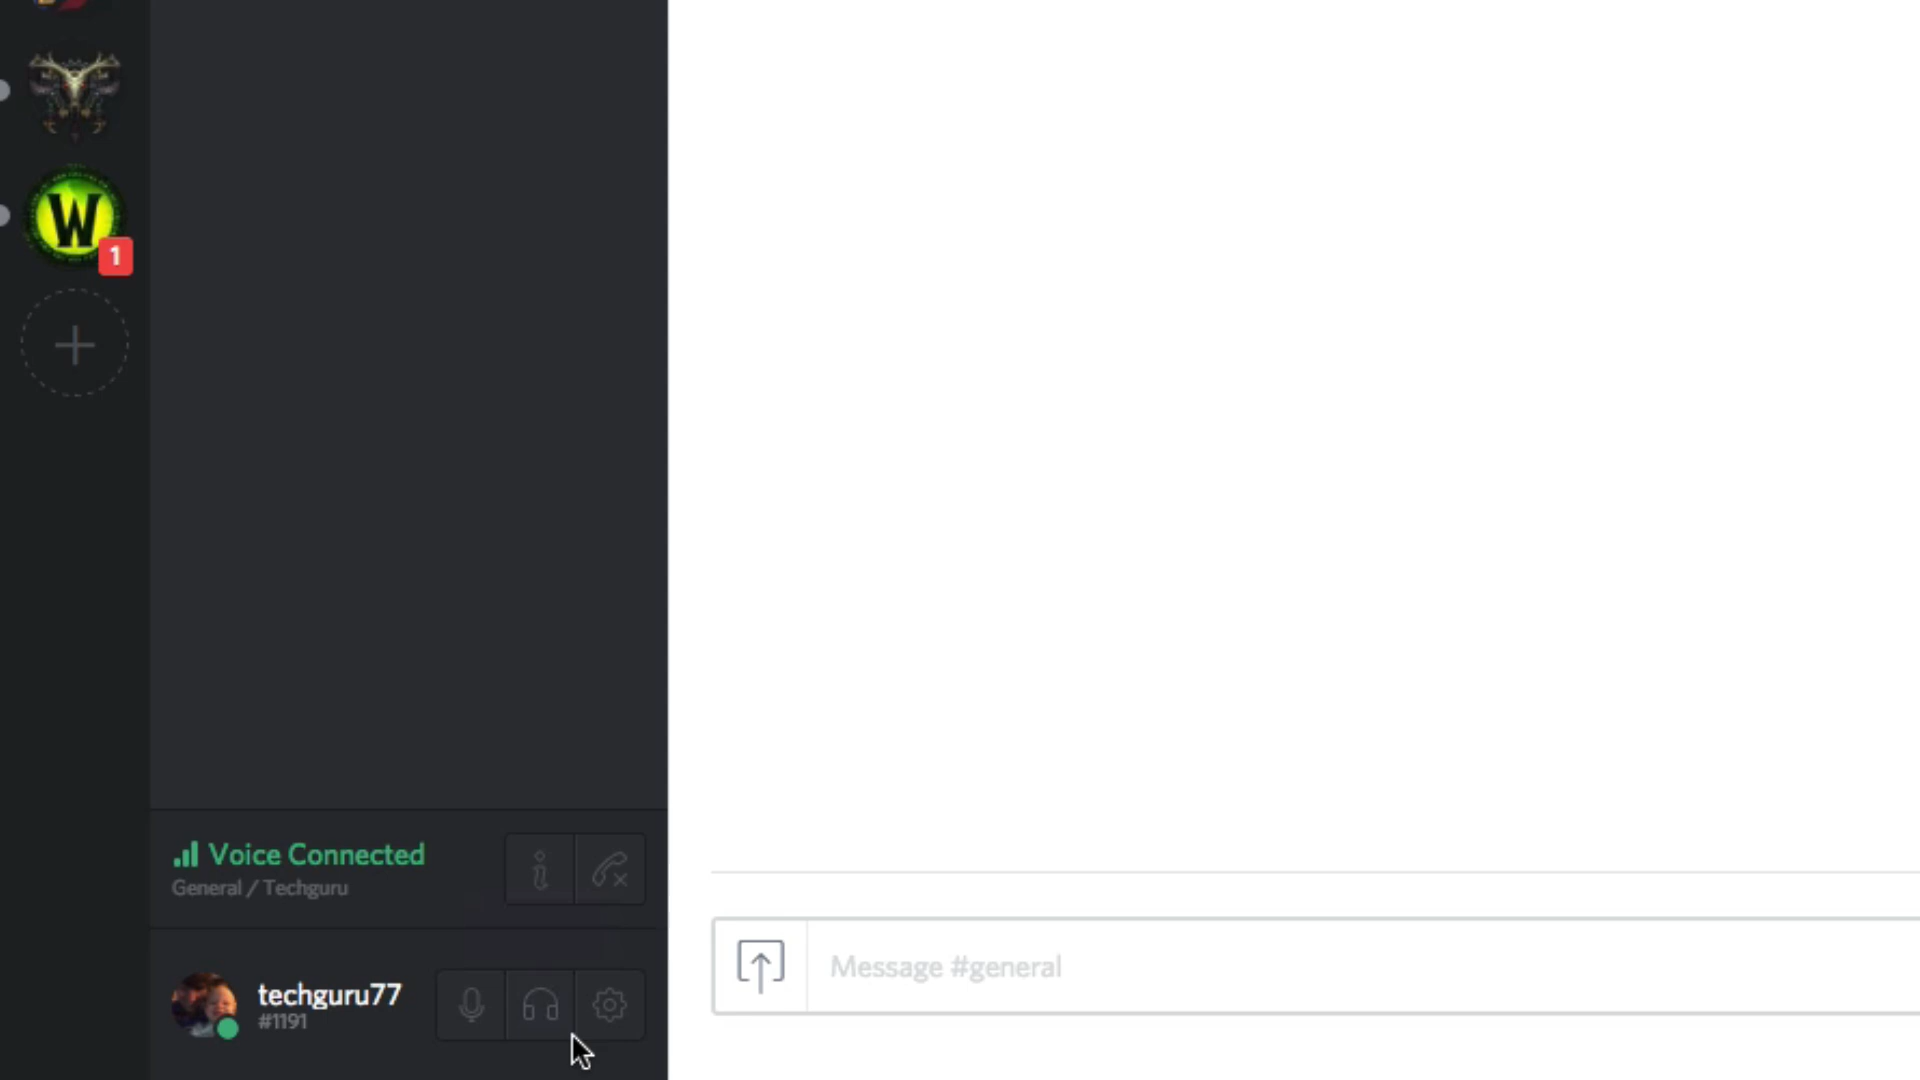 W
1
Voice Connected
General / Techguru
techguru77
#1191
Message #general